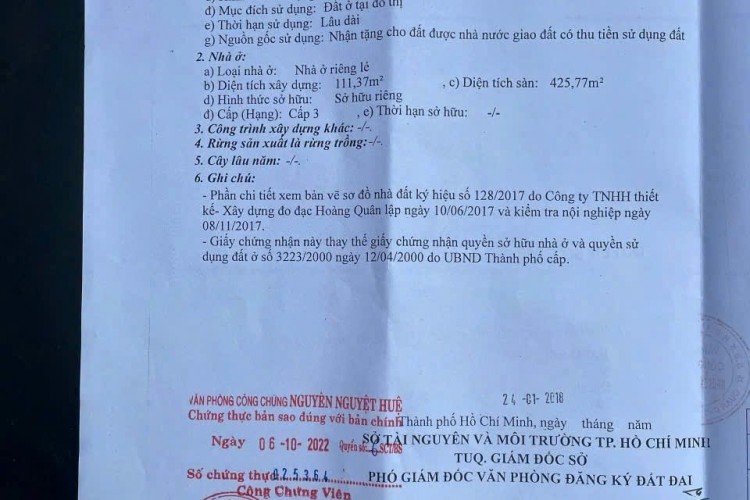 đ) Mục đích sử dụng: Đất ở tại đô thị
e) Thời hạn sử dụng: Lâu dài
g) Nguồn gốc sử dụng: Nhận tặng cho đất được nhà nước giao đất có thu tiền sử dụng đất
2. Nhà ở:
a) Loại nhà ở: Nhà ở riêng lẻ
b) Diện tích xây dựng: 111,37m² , c) Diện tích sàn: 425,77m²
d) Hình thức sở hữu: Sở hữu riêng
đ) Cấp (Hạng): Cấp 3 , e) Thời hạn sở hữu: -/-
3. Công trình xây dựng khác: -/-.
4. Rừng sản xuất là rừng trồng:-/-.
5. Cây lâu năm: -/-.
6. Ghi chú:
- Phần chi tiết xem bản vẽ sơ đồ nhà đất ký hiệu số 128/2017 do Công ty TNHH thiết
kế- Xây dựng đo đạc Hoàng Quân lập ngày 10/06/2017 và kiểm tra nội nghiệp ngày
08/11/2017.
- Giấy chứng nhận này thay thế giấy chứng nhận quyền sở hữu nhà ở và quyền sử
dụng đất ở số 3223/2000 ngày 12/04/2000 do UBND Thành phố cấp.
24 -01- 2018
VĂN PHÒNG CÔNG CHỨNG NGUYỄN NGUYỆT HUỆ
Chứng thực bản sao đúng với bản chính
Thành phố Hồ Chí Minh, ngày tháng năm
Ngày 06-10-2022 Quyển số: 6 SCT/BS
SỞ TÀI NGUYÊN VÀ MÔI TRƯỜNG TP. HỒ CHÍ MINH
TUQ. GIÁM ĐỐC SỞ
Số chứng thực 025364
PHÓ GIÁM ĐỐC VĂN PHÒNG ĐĂNG KÝ ĐẤT ĐAI
Công Chứng Viên